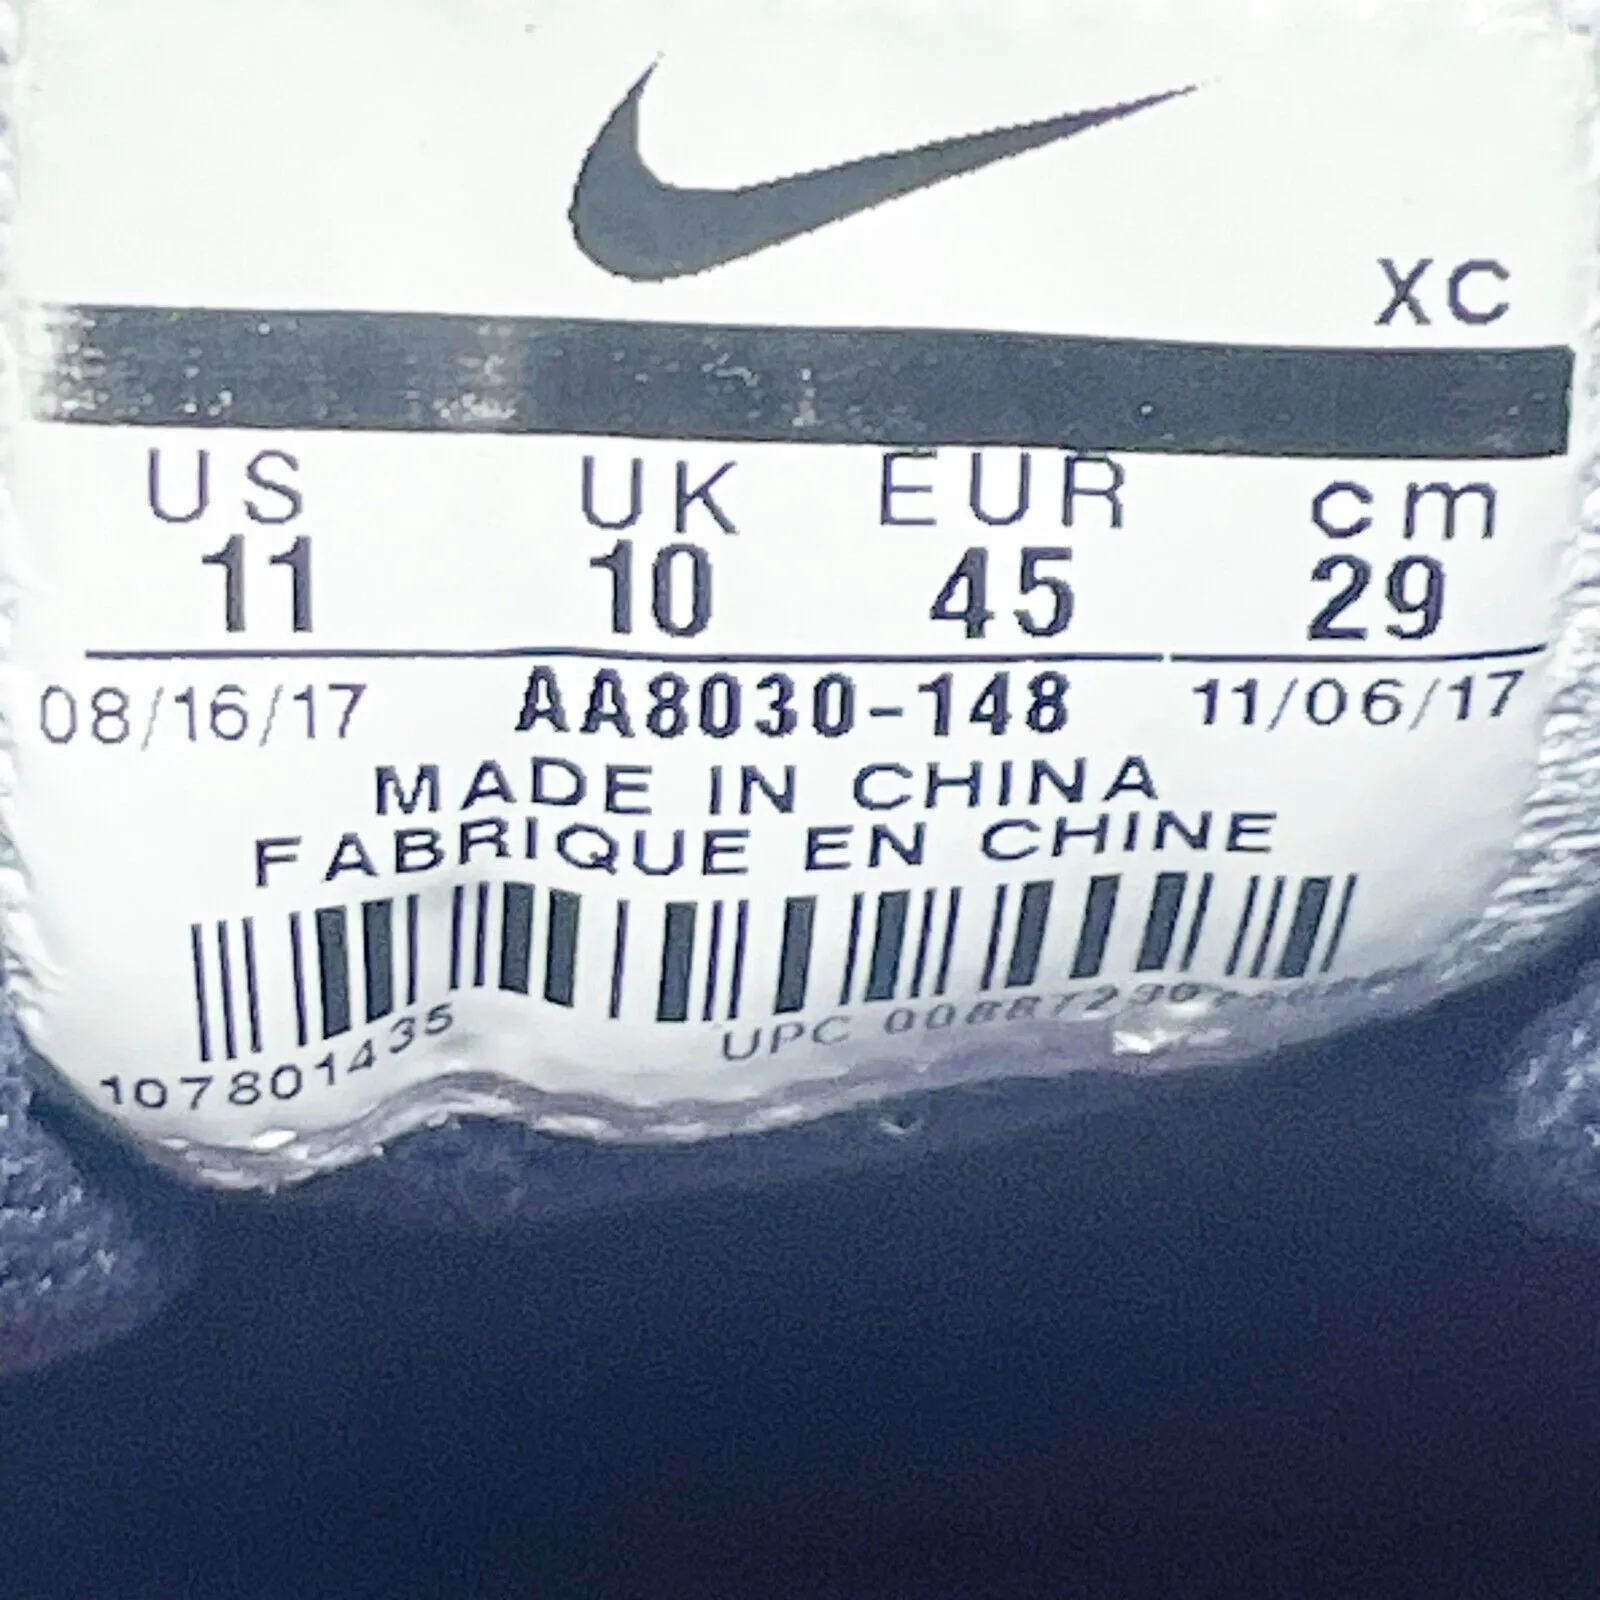 XC
US UK EUR cm
11 10 45 29
08/16/17 AA8030-148 11/06/17
MADE IN CHINA
FABRIQUE EN CHINE
107801435
UPC